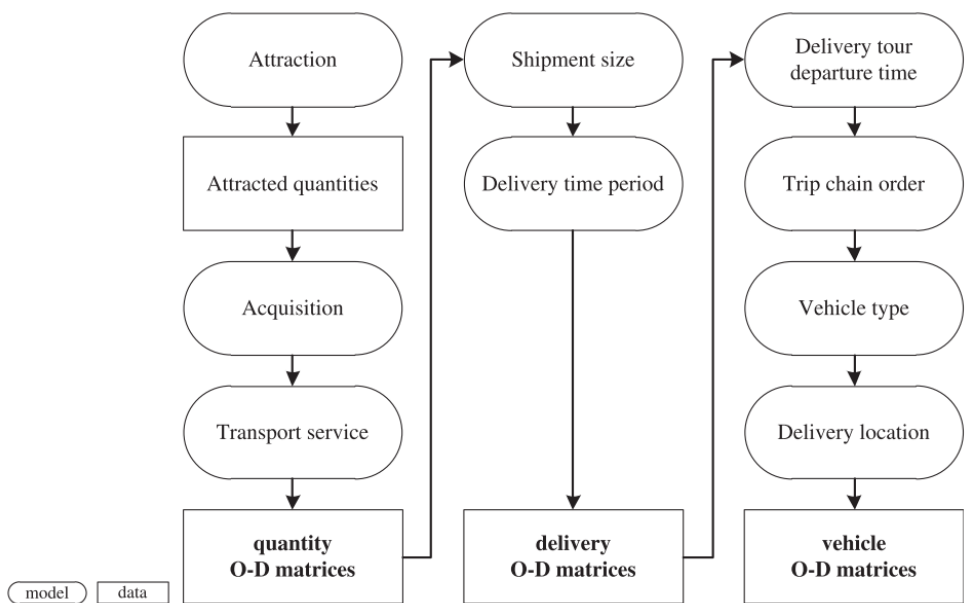 Attraction
Attracted quantities
Acquisition
Transport service
quantity
O-D matrices
Shipment size
Delivery time period
delivery
O-D matrices
Delivery tour
departure time
Trip chain order
Vehicle type
Delivery location
vehicle
O-D matrices
model
data